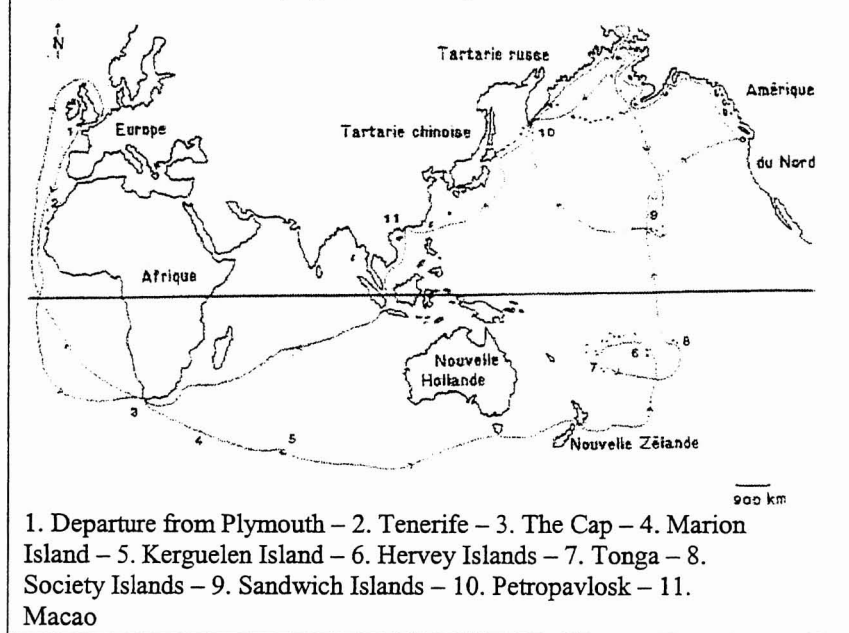 N
Tartarie russe
Amérique
1
Europe
Tartarie chinoise
10
du Nord
2
11
9
Afrique
8
6
Nouvelle
7
Hollande
3
4
5
Nouvelle Zélande
900 km
1. Departure from Plymouth – 2. Tenerife – 3. The Cap – 4. Marion
Island – 5. Kerguelen Island – 6. Hervey Islands – 7. Tonga – 8.
Society Islands – 9. Sandwich Islands – 10. Petropavlosk – 11.
Macao